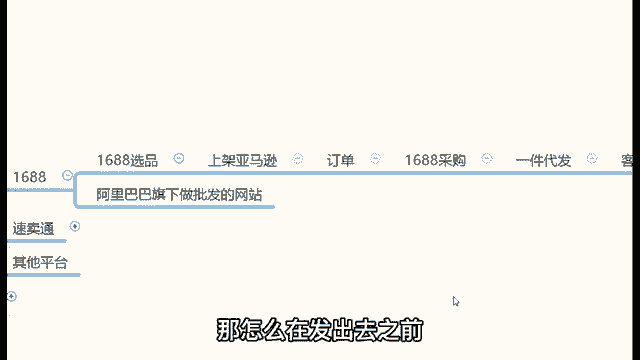 1688选品 上架亚马逊 订单 1688采购 一件代发 客
1688
阿里巴巴旗下做批发的网站
速卖通
其他平台
那怎么在发出去之前